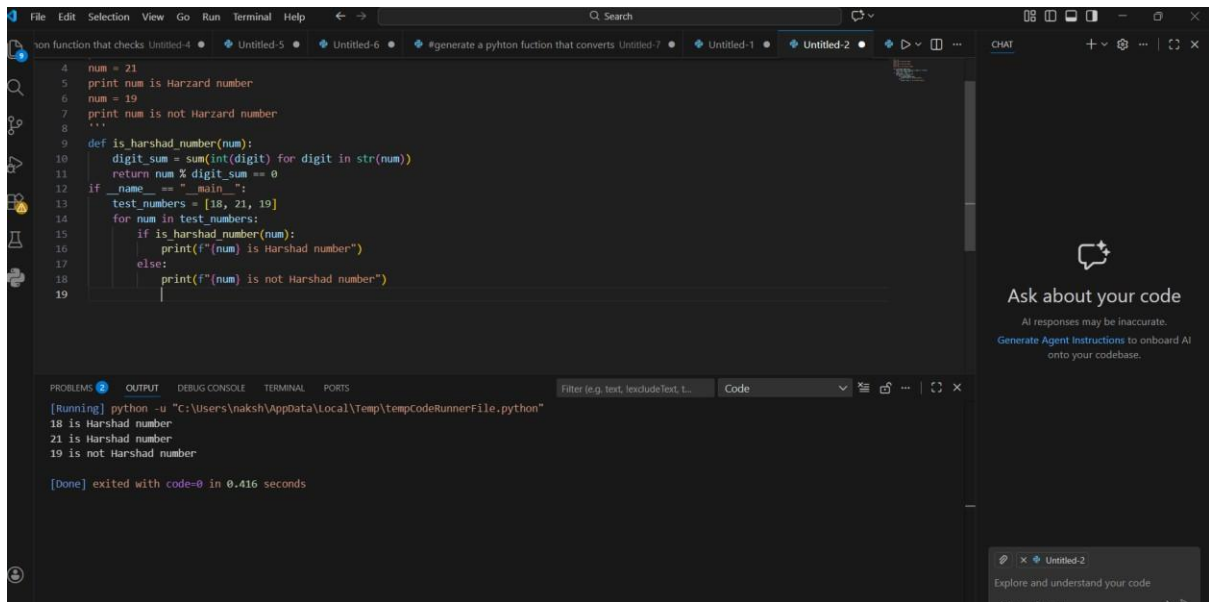 File Edit Selection View Go Run Terminal Help Search
hon function that checks Untitled-4 Untitled-5 Untitled-6 #generate a pyhton fuction that converts Untitled-7 Untitled-1 Untitled-2
4 num = 21
5 print num is Harzard number
6 num = 19
7 print num is not Harzard number
8 '''
9 def is_harshad_number(num):
10 digit_sum = sum(int(digit) for digit in str(num))
11 return num % digit_sum == 0
12 if __name__ == "__main__":
13 test_numbers = [18, 21, 19]
14 for num in test_numbers:
15 if is_harshad_number(num):
16 print(f"{num} is Harshad number")
17 else:
18 print(f"{num} is not Harshad number")
19
PROBLEMS 2 OUTPUT DEBUG CONSOLE TERMINAL PORTS Filter (e.g. text, !excludeText, t... Code
[Running] python -u "C:\Users\naksh\AppData\Local\Temp\tempCodeRunnerFile.python"
18 is Harshad number
21 is Harshad number
19 is not Harshad number
[Done] exited with code=0 in 0.416 seconds
CHAT
Ask about your code
AI responses may be inaccurate.
Generate Agent Instructions to onboard AI
onto your codebase.
Untitled-2
Explore and understand your code
9